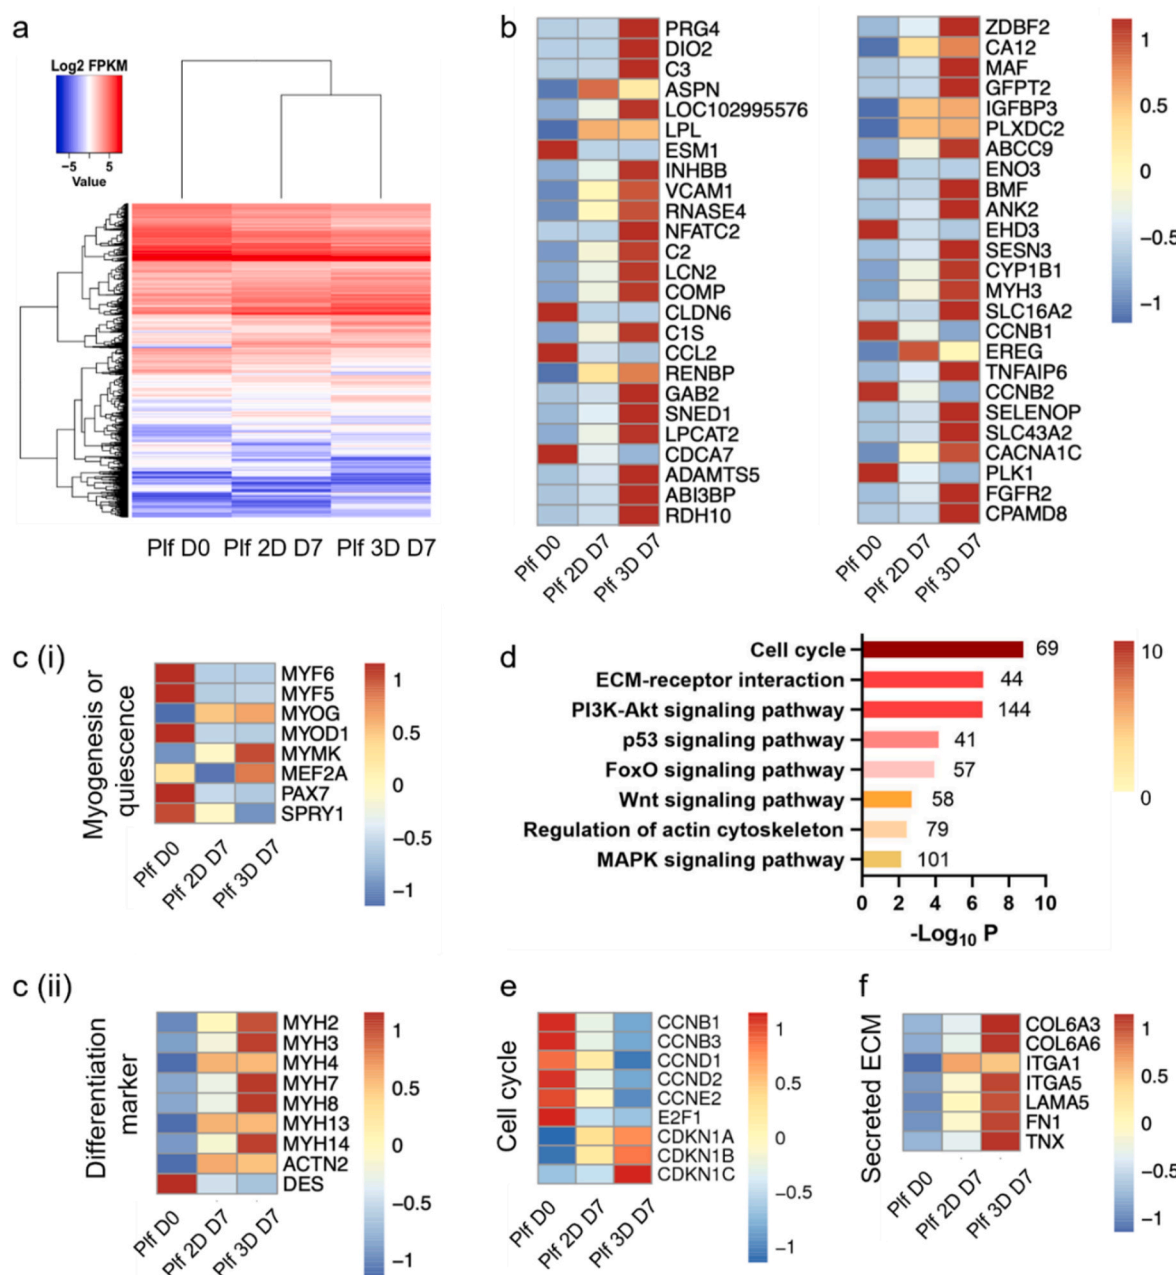 a
Log2 FPKM
−5 5
Value
Plf D0 Plf 2D D7 Plf 3D D7
b
PRG4
DIO2
C3
ASPN
LOC102995576
LPL
ESM1
INHBB
VCAM1
RNASE4
NFATC2
C2
LCN2
COMP
CLDN6
C1S
CCL2
RENBP
GAB2
SNED1
LPCAT2
CDCA7
ADAMTS5
ABI3BP
RDH10
Plf D0
Plf 2D D7
Plf 3D D7
ZDBF2
CA12
MAF
GFPT2
IGFBP3
PLXDC2
ABCC9
ENO3
BMF
ANK2
EHD3
SESN3
CYP1B1
MYH3
SLC16A2
CCNB1
EREG
TNFAIP6
CCNB2
SELENOP
SLC43A2
CACNA1C
PLK1
FGFR2
CPAMD8
Plf D0
Plf 2D D7
Plf 3D D7
1
0.5
0
−0.5
−1
c (i)
Myogenesis or
quiescence
MYF6
MYF5
MYOG
MYOD1
MYMK
MEF2A
PAX7
SPRY1
Plf D0
Plf 2D D7
Plf 3D D7
1
0.5
0
−0.5
−1
d
Cell cycle 69
ECM-receptor interaction 44
PI3K-Akt signaling pathway 144
p53 signaling pathway 41
FoxO signaling pathway 57
Wnt signaling pathway 58
Regulation of actin cytoskeleton 79
MAPK signaling pathway 101
0 2 4 6 8 10
-Log10 P
10
0
c (ii)
Differentiation
marker
MYH2
MYH3
MYH4
MYH7
MYH8
MYH13
MYH14
ACTN2
DES
Plf D0
Plf 2D D7
Plf 3D D7
1
0.5
0
−0.5
−1
e
Cell cycle
CCNB1
CCNB3
CCND1
CCND2
CCNE2
E2F1
CDKN1A
CDKN1B
CDKN1C
Plf D0
Plf 2D D7
Plf 3D D7
1
0.5
0
−0.5
−1
f
Secreted ECM
COL6A3
COL6A6
ITGA1
ITGA5
LAMA5
FN1
TNX
Plf D0
Plf 2D D7
Plf 3D D7
1
0.5
0
−0.5
−1